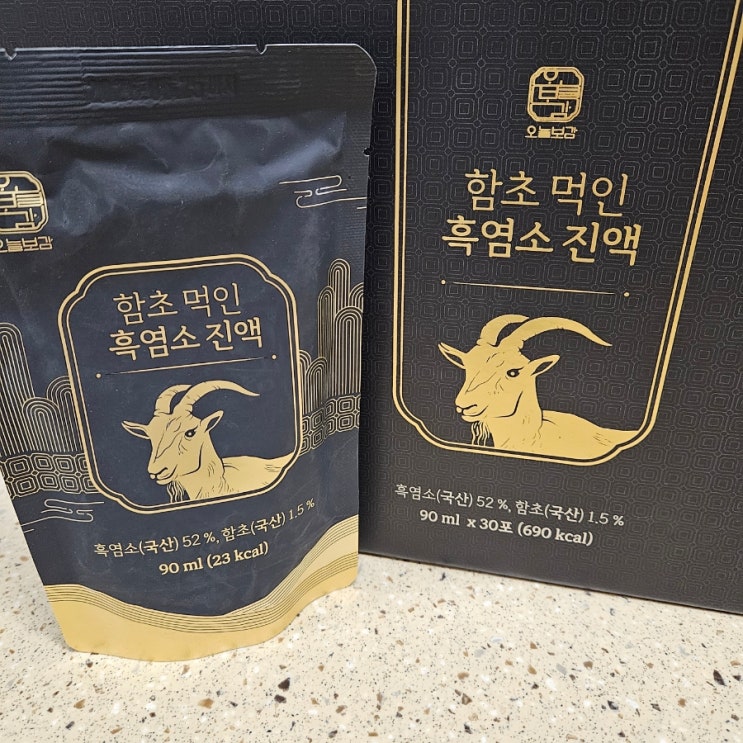 오늘보감
함초 먹인
흑염소 진액
흑염소(국산) 52 %, 함초(국산) 1.5 %
90 ml (23 kcal)
오늘보감
함초 먹인
흑염소 진액
흑염소(국산) 52 %, 함초(국산) 1.5 %
90 ml x 30포 (690 kcal)